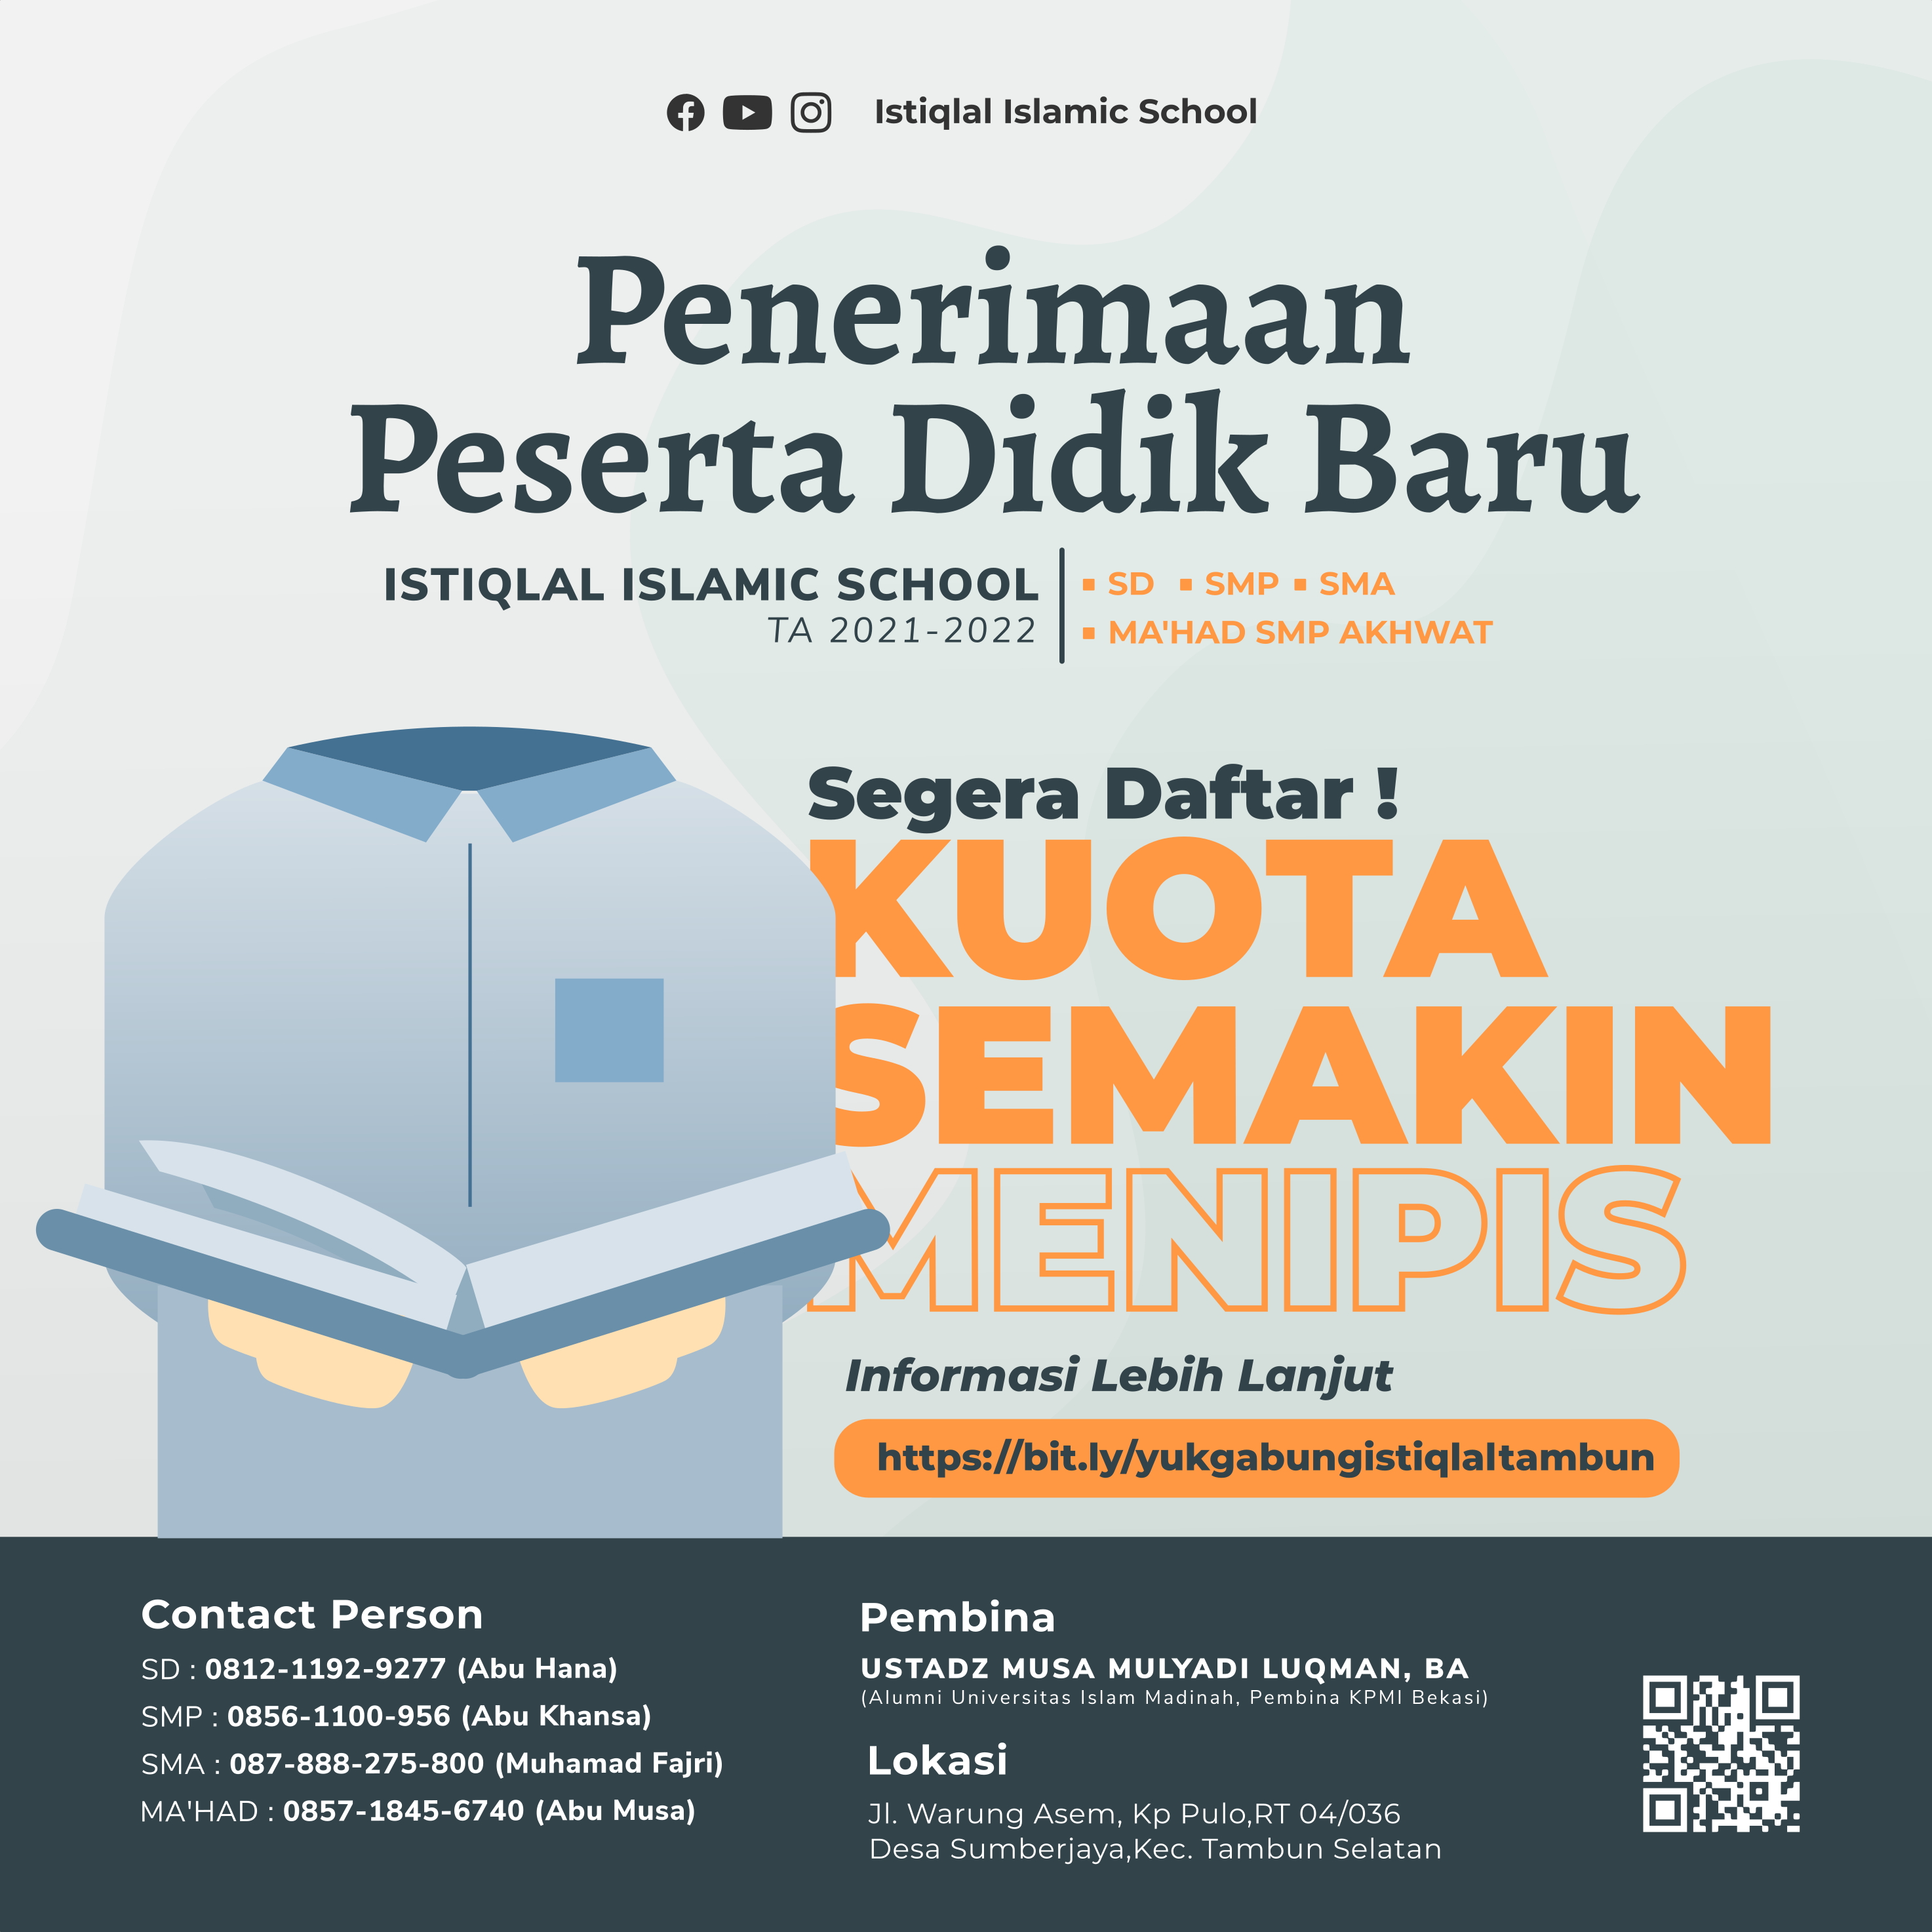 Istiqlal Islamic School
Penerimaan
Peserta Didik Baru
ISTIQLAL ISLAMIC SCHOOL
TA 2021-2022
▪ SD ▪ SMP ▪ SMA
▪ MA'HAD SMP AKHWAT
Segera Daftar !
KUOTA
SEMAKIN
MENIPIS
Informasi Lebih Lanjut
https://bit.ly/yukgabungistiqlaltambun
Contact Person
SD : 0812-1192-9277 (Abu Hana)
SMP : 0856-1100-956 (Abu Khansa)
SMA : 087-888-275-800 (Muhamad Fajri)
MA'HAD : 0857-1845-6740 (Abu Musa)
Pembina
USTADZ MUSA MULYADI LUQMAN, BA
(Alumni Universitas Islam Madinah, Pembina KPMI Bekasi)
Lokasi
Jl. Warung Asem, Kp Pulo,RT 04/036
Desa Sumberjaya,Kec. Tambun Selatan